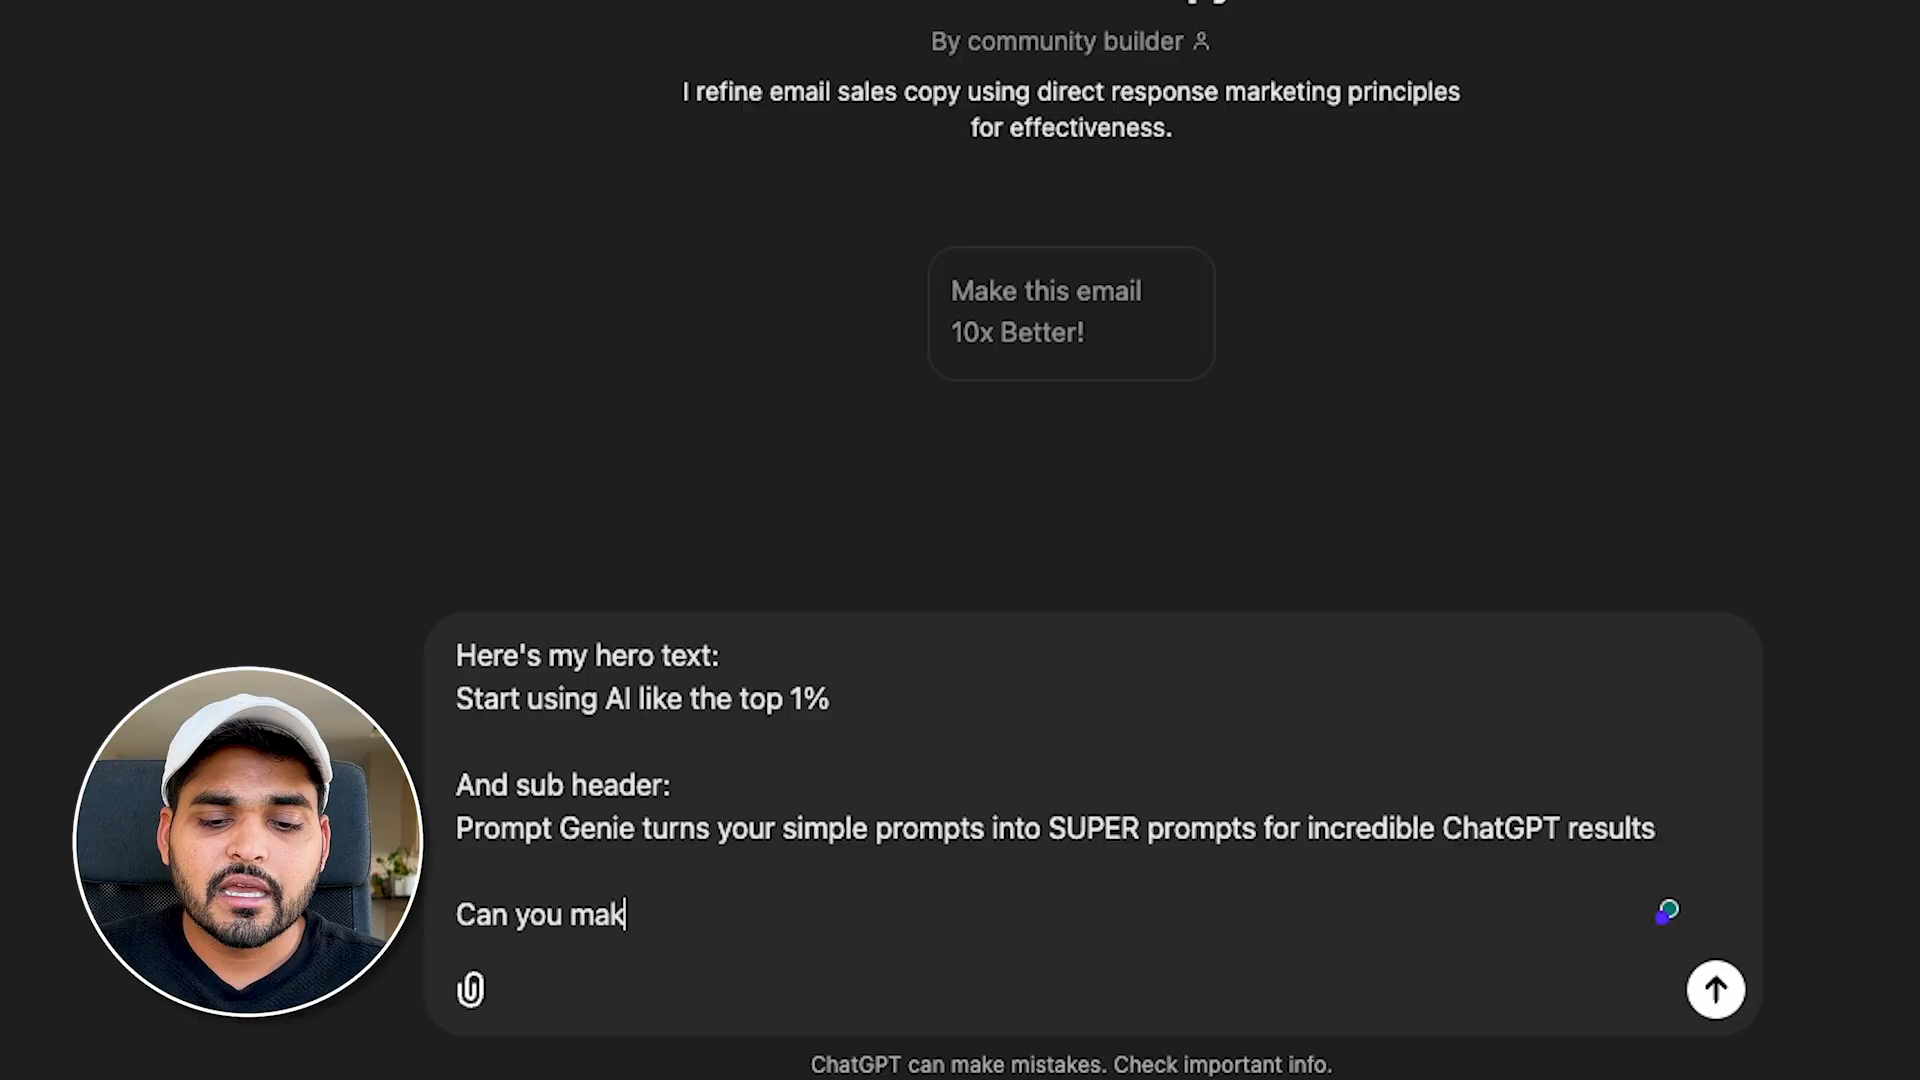 By community builder
I refine email sales copy using direct response marketing principles
for effectiveness.
Make this email
10x Better!
Here's my hero text:
Start using AI like the top 1%
And sub header:
Prompt Genie turns your simple prompts into SUPER prompts for incredible ChatGPT results
Can you mak
ChatGPT can make mistakes. Check important info.